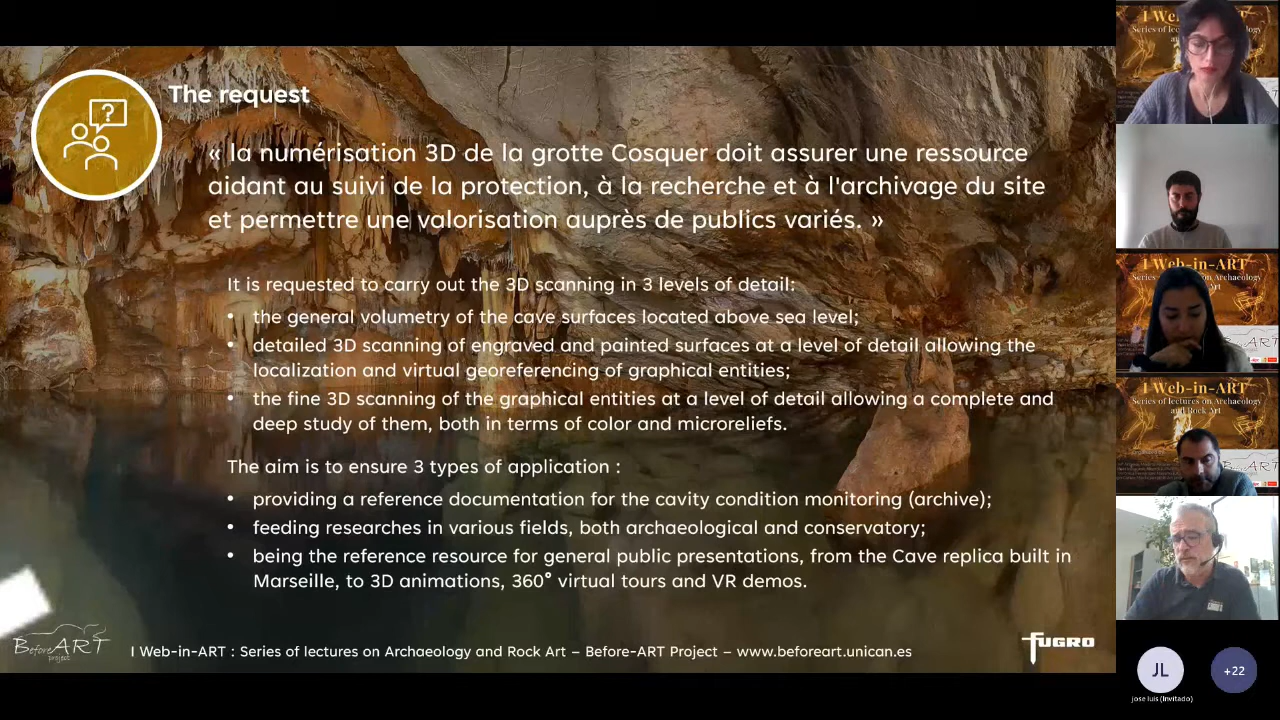 The request
« la numérisation 3D de la grotte Cosquer doit assurer une ressource
aidant au suivi de la protection, à la recherche et à l'archivage du site
et permettre une valorisation auprès de publics variés. »
It is requested to carry out the 3D scanning in 3 levels of detail:
• the general volumetry of the cave surfaces located above sea level;
• detailed 3D scanning of engraved and painted surfaces at a level of detail allowing the
localization and virtual georeferencing of graphical entities;
• the fine 3D scanning of the graphical entities at a level of detail allowing a complete and
deep study of them, both in terms of color and microreliefs.
The aim is to ensure 3 types of application :
• providing a reference documentation for the cavity condition monitoring (archive);
• feeding researches in various fields, both archaeological and conservatory;
• being the reference resource for general public presentations, from the Cave replica built in
Marseille, to 3D animations, 360° virtual tours and VR demos.
BeforeART
project
I Web-in-ART : Series of lectures on Archaeology and Rock Art – Before-ART Project – www.beforeart.unican.es
FUGRO
I Web-in-ART
Series of lectures on Archaeology
and Rock Art
JL
+22
jose luis (Invitado)